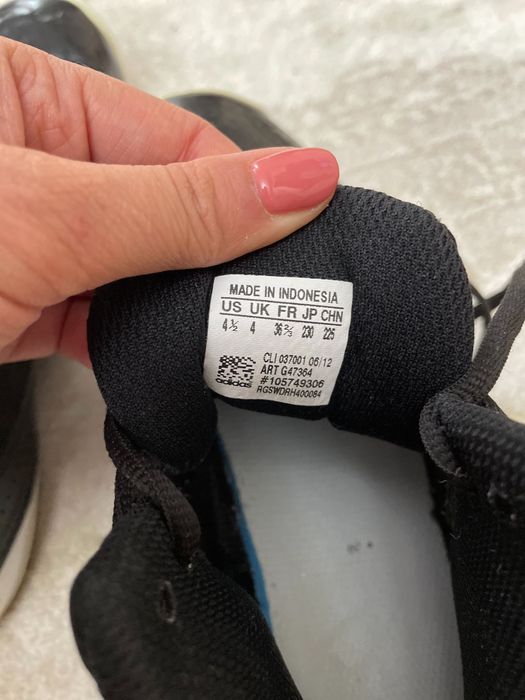 MADE IN INDONESIA
US UK FR JP CHN
4½ 4 36⅔ 230 225
CLI 037001 06/12
ART G47364
#105749306
adidas RGSWDRH400084